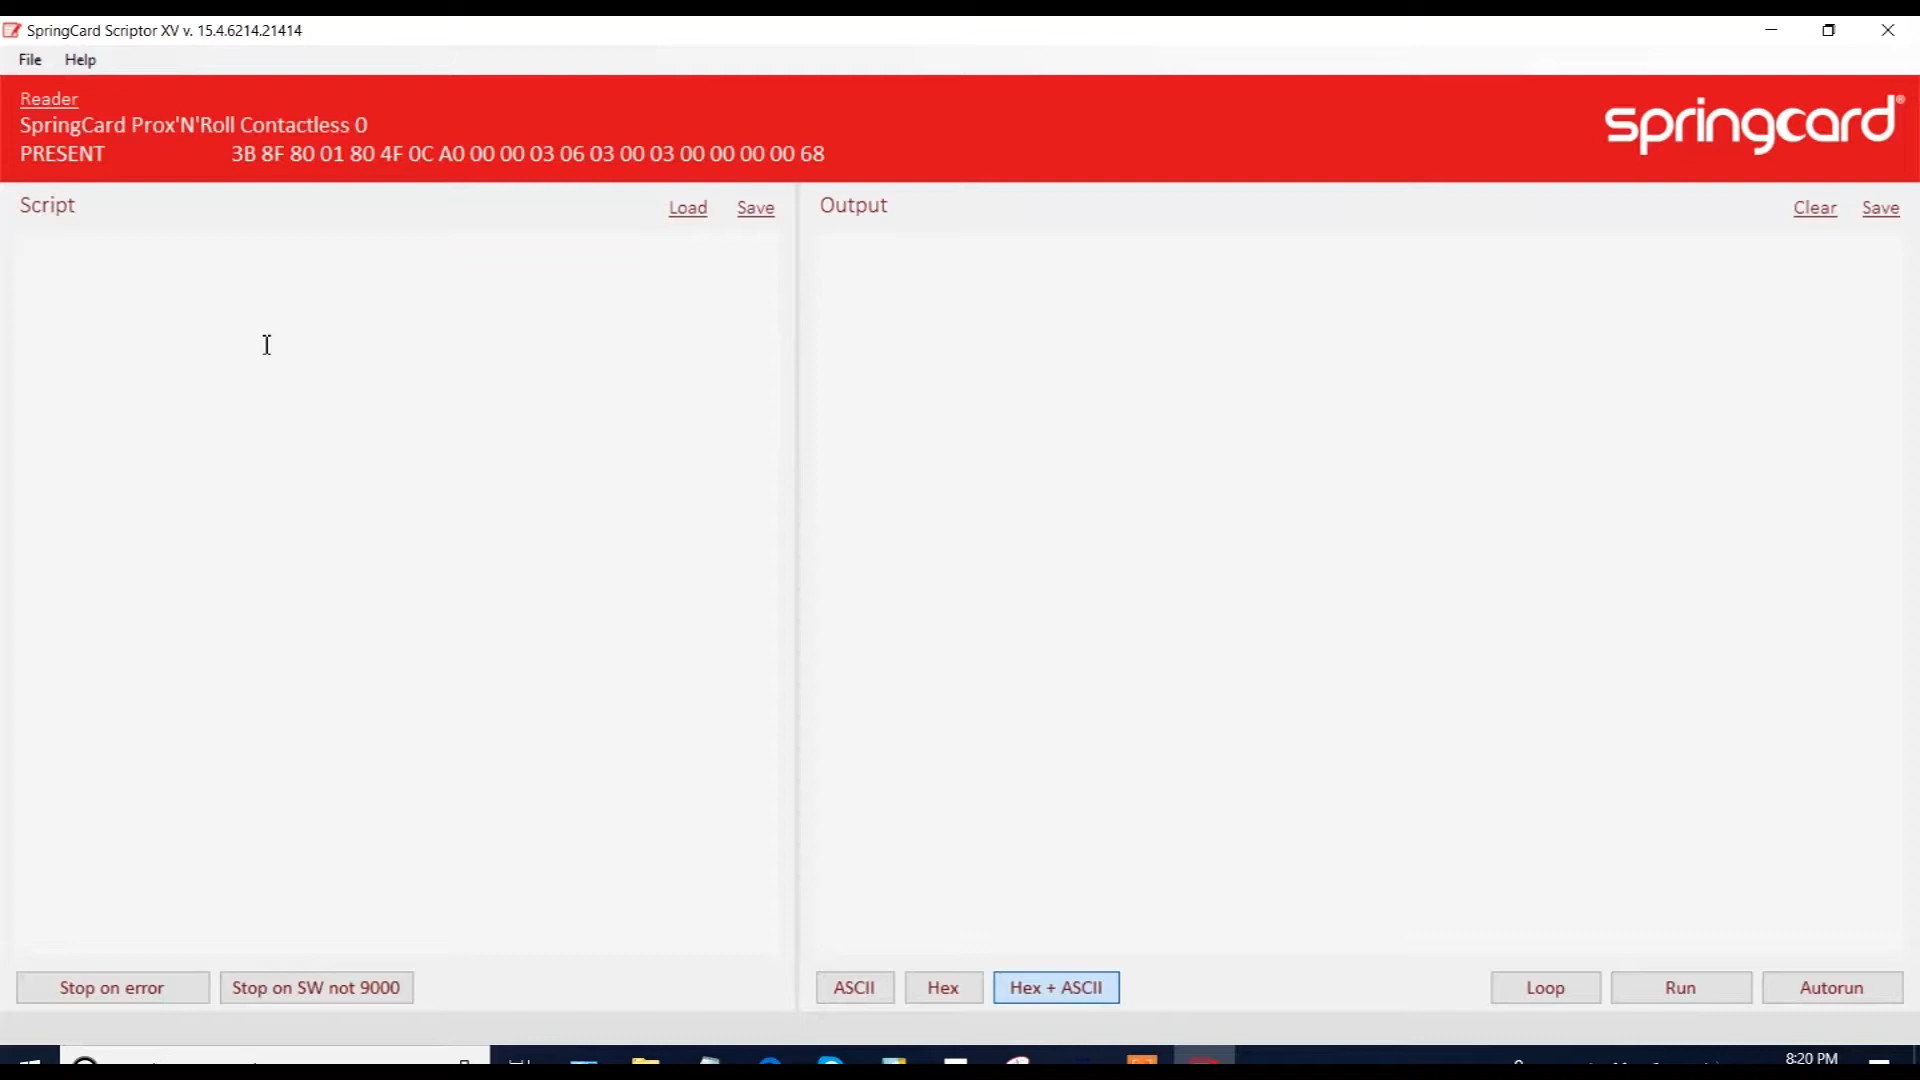 SpringCard Scriptor XV v. 15.4.6214.21414
File Help
Reader
SpringCard Prox'N'Roll Contactless 0
PRESENT 3B 8F 80 01 80 4F 0C A0 00 00 03 06 03 00 03 00 00 00 00 68
springcard®
Script Load Save Output Clear Save
Stop on error Stop on SW not 9000 ASCII Hex Hex + ASCII Loop Run Autorun
8:20 PM